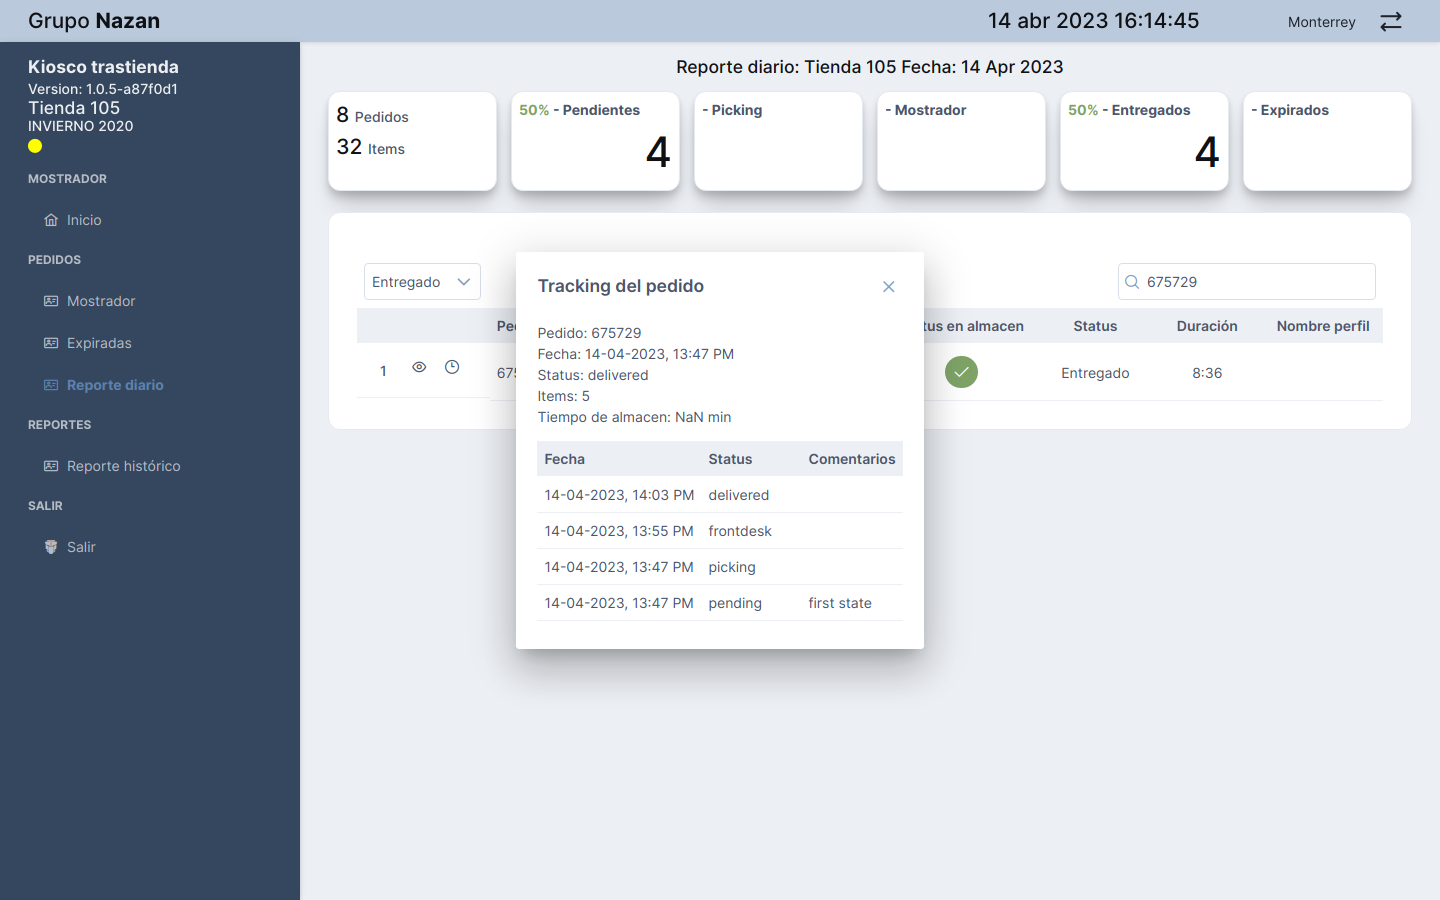 Grupo Nazan
14 abr 2023 16:14:45
Monterrey
Kiosco trastienda
Version: 1.0.5-a87f0d1
Tienda 105
INVIERNO 2020
MOSTRADOR
Inicio
PEDIDOS
Mostrador
Expiradas
Reporte diario
REPORTES
Reporte histórico
SALIR
Salir
Reporte diario: Tienda 105 Fecha: 14 Apr 2023
8 Pedidos
32 Items
50% - Pendientes
4
- Picking
- Mostrador
50% - Entregados
4
- Expirados
Entregado
675729
en almacen Status Duración Nombre perfil
1 Entregado 8:36
Tracking del pedido
Pedido: 675729
Fecha: 14-04-2023, 13:47 PM
Status: delivered
Items: 5
Tiempo de almacen: NaN min
Fecha Status Comentarios
14-04-2023, 14:03 PM delivered
14-04-2023, 13:55 PM frontdesk
14-04-2023, 13:47 PM picking
14-04-2023, 13:47 PM pending first state